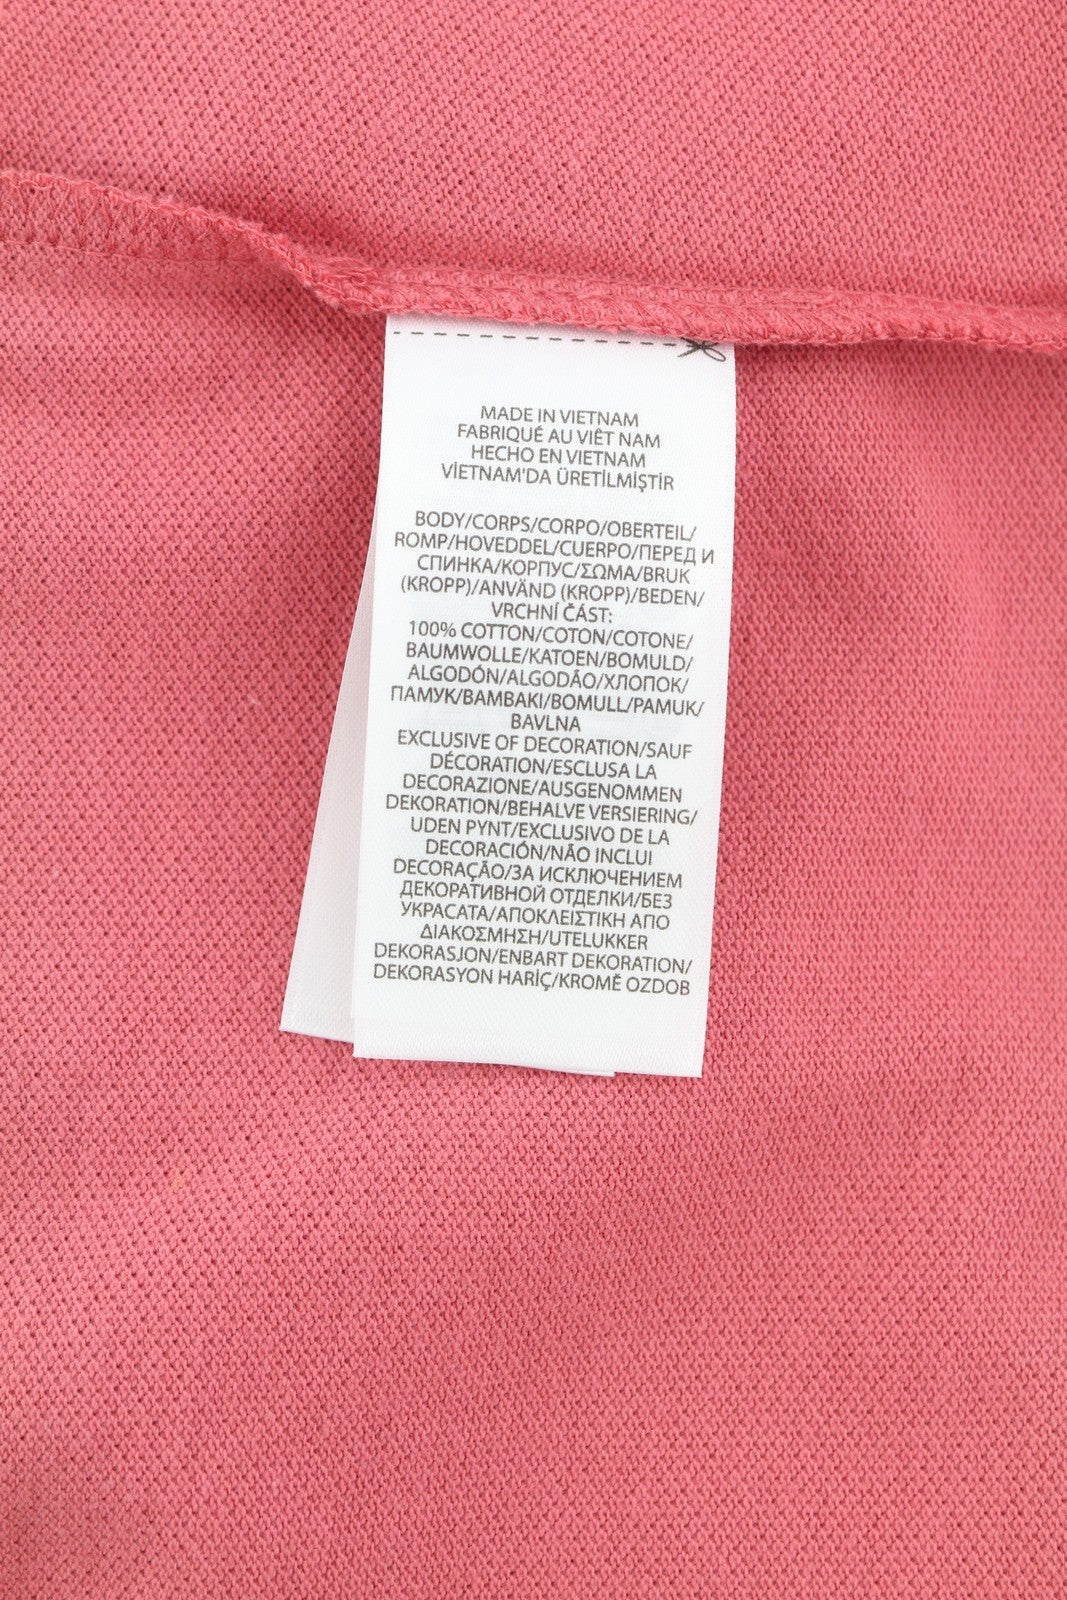 MADE IN VIETNAM
FABRIQUÉ AU VIÊT NAM
HECHO EN VIETNAM
VİETNAM'DA ÜRETİLMİŞTİR
BODY/CORPS/CORPO/OBERTEIL/
ROMP/HOVEDDEL/CUERPO/ПЕРЕД И
СПИНКА/КОРПУС/ΣΩΜΑ/BRUK
(KROPP)/ANVÄND (KROPP)/BEDEN/
VRCHNÍ ČÁST:
100% COTTON/COTON/COTONE/
BAUMWOLLE/KATOEN/BOMULD/
ALGODÓN/ALGODÃO/ХЛОПОК/
ПАМУК/ΒΑΜΒΑΚΙ/BOMULL/PAMUK/
BAVLNA
EXCLUSIVE OF DECORATION/SAUF
DÉCORATION/ESCLUSA LA
DECORAZIONE/AUSGENOMMEN
DEKORATION/BEHALVE VERSIERING/
UDEN PYNT/EXCLUSIVO DE LA
DECORACIÓN/NÃO INCLUI
DECORAÇÃO/ЗА ИСКЛЮЧЕНИЕМ
ДЕКОРАТИВНОЙ ОТДЕЛКИ/БЕЗ
УКРАСАТА/ΑΠΟΚΛΕΙΣΤΙΚΗ ΑΠΟ
ΔΙΑΚΟΣΜΗΣΗ/UTELUKKER
DEKORASJON/ENBART DEKORATION/
DEKORASYON HARİÇ/KROMĚ OZDOB